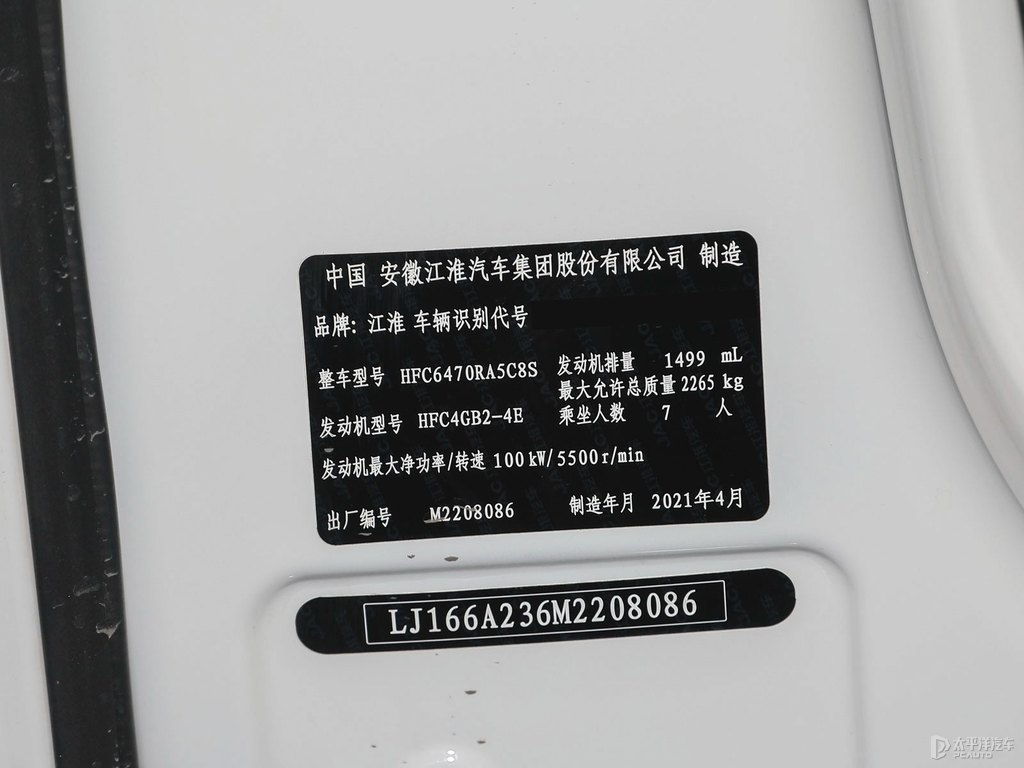 中国 安徽江淮汽车集团股份有限公司 制造
品牌: 江淮 车辆识别代号
整车型号 HFC6470RA5C8S 发动机排量 1499 mL
最大允许总质量 2265 kg
发动机型号 HFC4GB2-4E 乘坐人数 7 人
发动机最大净功率/转速 100kW/5500r/min
出厂编号 M2208086 制造年月 2021年4月
LJ166A236M2208086
太平洋汽车
PCAUTO